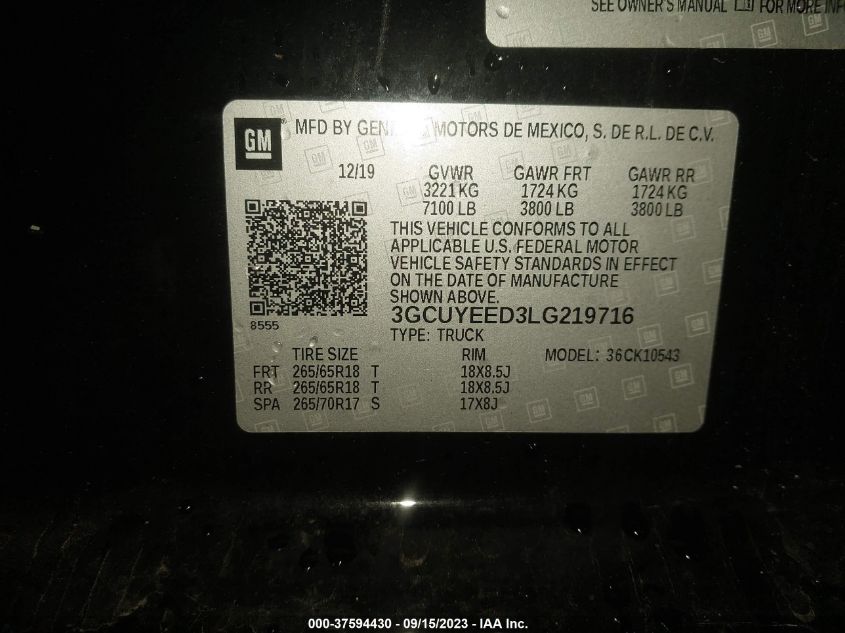 SEE OWNER'S MANUAL FOR MORE
GM MFD BY GEN MOTORS DE MEXICO, S. DE R.L. DE C.V.
12/19 GVWR GAWR FRT GAWR RR
3221 KG 1724 KG 1724 KG
7100 LB 3800 LB 3800 LB
THIS VEHICLE CONFORMS TO ALL
APPLICABLE U.S. FEDERAL MOTOR
VEHICLE SAFETY STANDARDS IN EFFECT
ON THE DATE OF MANUFACTURE
SHOWN ABOVE.
8555
3GCUYEED3LG219716
TYPE: TRUCK
TIRE SIZE RIM MODEL: 36CK10543
FRT 265/65R18 T 18X8.5J
RR 265/65R18 T 18X8.5J
SPA 265/70R17 S 17X8J
000-37594430 - 09/15/2023 - IAA Inc.